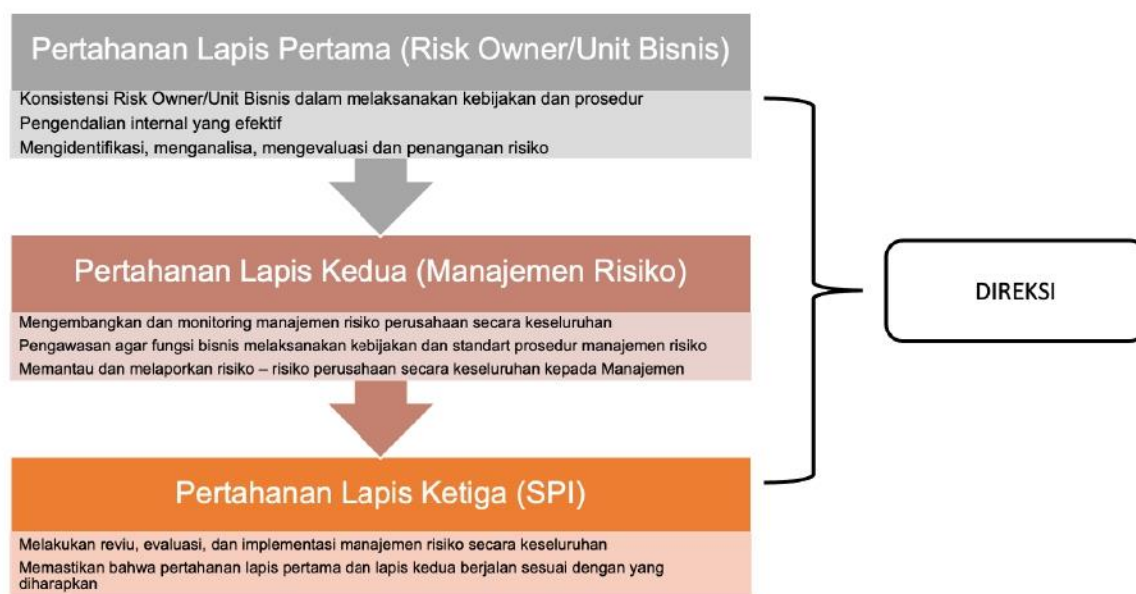 Pertahanan Lapis Pertama (Risk Owner/Unit Bisnis)
Konsistensi Risk Owner/Unit Bisnis dalam melaksanakan kebijakan dan prosedur
Pengendalian internal yang efektif
Mengidentifikasi, menganalisa, mengevaluasi dan penanganan risiko
Pertahanan Lapis Kedua (Manajemen Risiko)
Mengembangkan dan monitoring manajemen risiko perusahaan secara keseluruhan
Pengawasan agar fungsi bisnis melaksanakan kebijakan dan standart prosedur manajemen risiko
Memantau dan melaporkan risiko – risiko perusahaan secara keseluruhan kepada Manajemen
DIREKSI
Pertahanan Lapis Ketiga (SPI)
Melakukan reviu, evaluasi, dan implementasi manajemen risiko secara keseluruhan
Memastikan bahwa pertahanan lapis pertama dan lapis kedua berjalan sesuai dengan yang
diharapkan